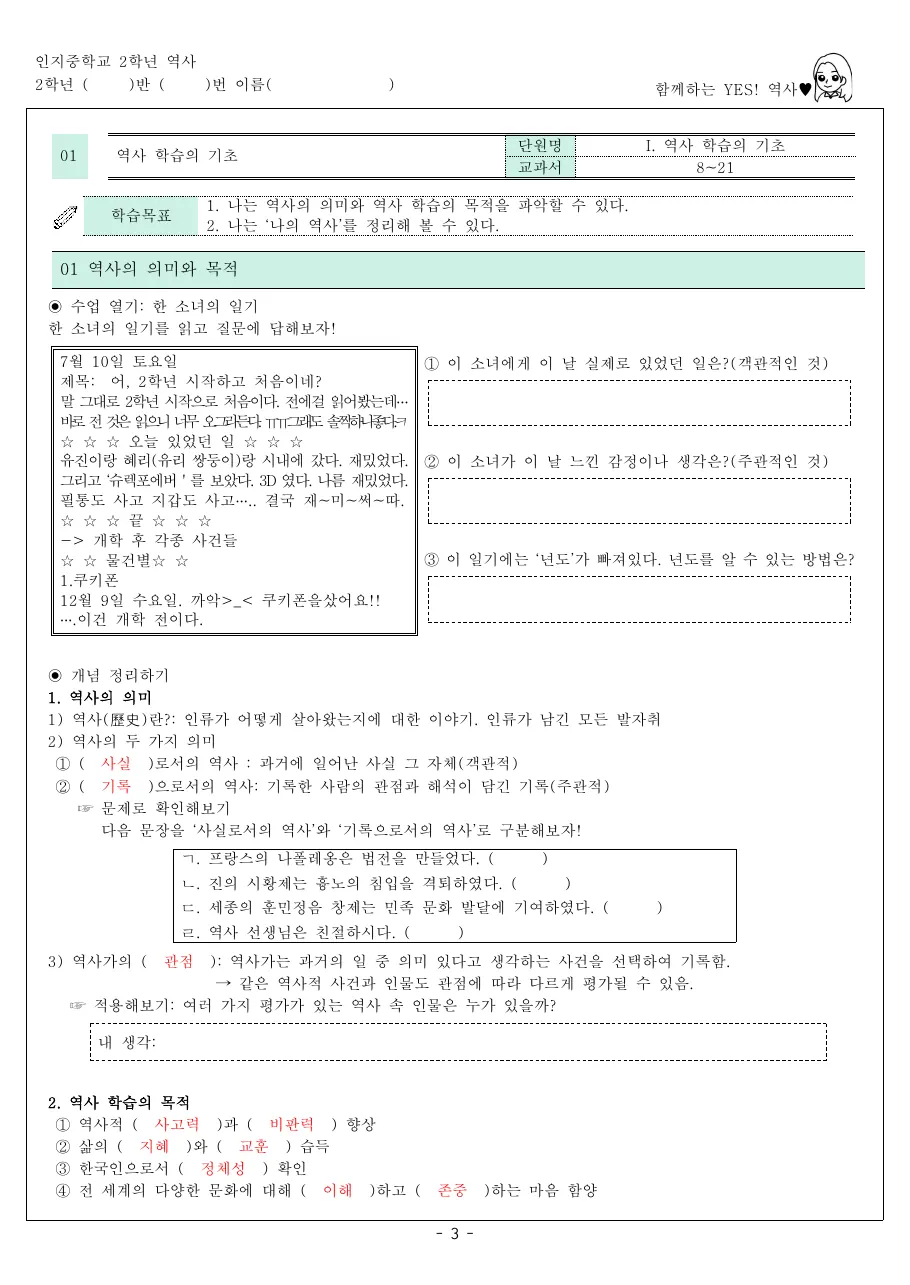 인지중학교 2학년 역사
2학년 (     )반 (     )번 이름(               )
함께하는 YES! 역사♥
01
역사 학습의 기초
단원명
I. 역사 학습의 기초
교과서
8~21
학습목표
1. 나는 역사의 의미와 역사 학습의 목적을 파악할 수 있다.
2. 나는 ‘나의 역사’를 정리해 볼 수 있다.
01 역사의 의미와 목적
◉ 수업 열기: 한 소녀의 일기
한 소녀의 일기를 읽고 질문에 답해보자!
7월 10일 토요일
제목:  어, 2학년 시작하고 처음이네?
말 그대로 2학년 시작으로 처음이다. 전에걸 읽어봤는데…
바로 전 것은 읽으니 너무 오그라든다. ㅠㅠ그래도 솔찍하니좋다ㅋ
☆ ☆ ☆ 오늘 있었던 일 ☆ ☆ ☆
유진이랑 혜리(유리 쌍둥이)랑 시내에 갔다. 재밌었다.
그리고 ‘슈렉포에버＇를 보았다. 3D 였다. 나름 재밌었다.
필통도 사고 지갑도 사고….. 결국 재~미~써~따.
☆ ☆ ☆ 끝 ☆ ☆ ☆
-> 개학 후 각종 사건들
☆ ☆ 물건별☆ ☆
1.쿠키폰
12월 9일 수요일. 까악>_< 쿠키폰을샀어요!!
….이건 개학 전이다.
① 이 소녀에게 이 날 실제로 있었던 일은?(객관적인 것)
② 이 소녀가 이 날 느낀 감정이나 생각은?(주관적인 것)
③ 이 일기에는 ‘년도’가 빠져있다. 년도를 알 수 있는 방법은?
◉ 개념 정리하기
1. 역사의 의미
1) 역사(歷史)란?: 인류가 어떻게 살아왔는지에 대한 이야기. 인류가 남긴 모든 발자취
2) 역사의 두 가지 의미
① (  사실  )로서의 역사 : 과거에 일어난 사실 그 자체(객관적)
② (  기록  )으로서의 역사: 기록한 사람의 관점과 해석이 담긴 기록(주관적)
☞ 문제로 확인해보기
다음 문장을 ‘사실로서의 역사’와 ‘기록으로서의 역사’로 구분해보자!
ㄱ. 프랑스의 나폴레옹은 법전을 만들었다. (      )
ㄴ. 진의 시황제는 흉노의 침입을 격퇴하였다. (      )
ㄷ. 세종의 훈민정음 창제는 민족 문화 발달에 기여하였다. (      )
ㄹ. 역사 선생님은 친절하시다. (      )
3) 역사가의 (  관점  ): 역사가는 과거의 일 중 의미 있다고 생각하는 사건을 선택하여 기록함.
→ 같은 역사적 사건과 인물도 관점에 따라 다르게 평가될 수 있음.
☞ 적용해보기: 여러 가지 평가가 있는 역사 속 인물은 누가 있을까?
내 생각:
2. 역사 학습의 목적
① 역사적 (  사고력  )과 (  비판력  ) 향상
② 삶의 (  지혜  )와 (  교훈  ) 습득
③ 한국인으로서 (  정체성  ) 확인
④ 전 세계의 다양한 문화에 대해 (  이해  )하고 (  존중  )하는 마음 함양
- 3 -